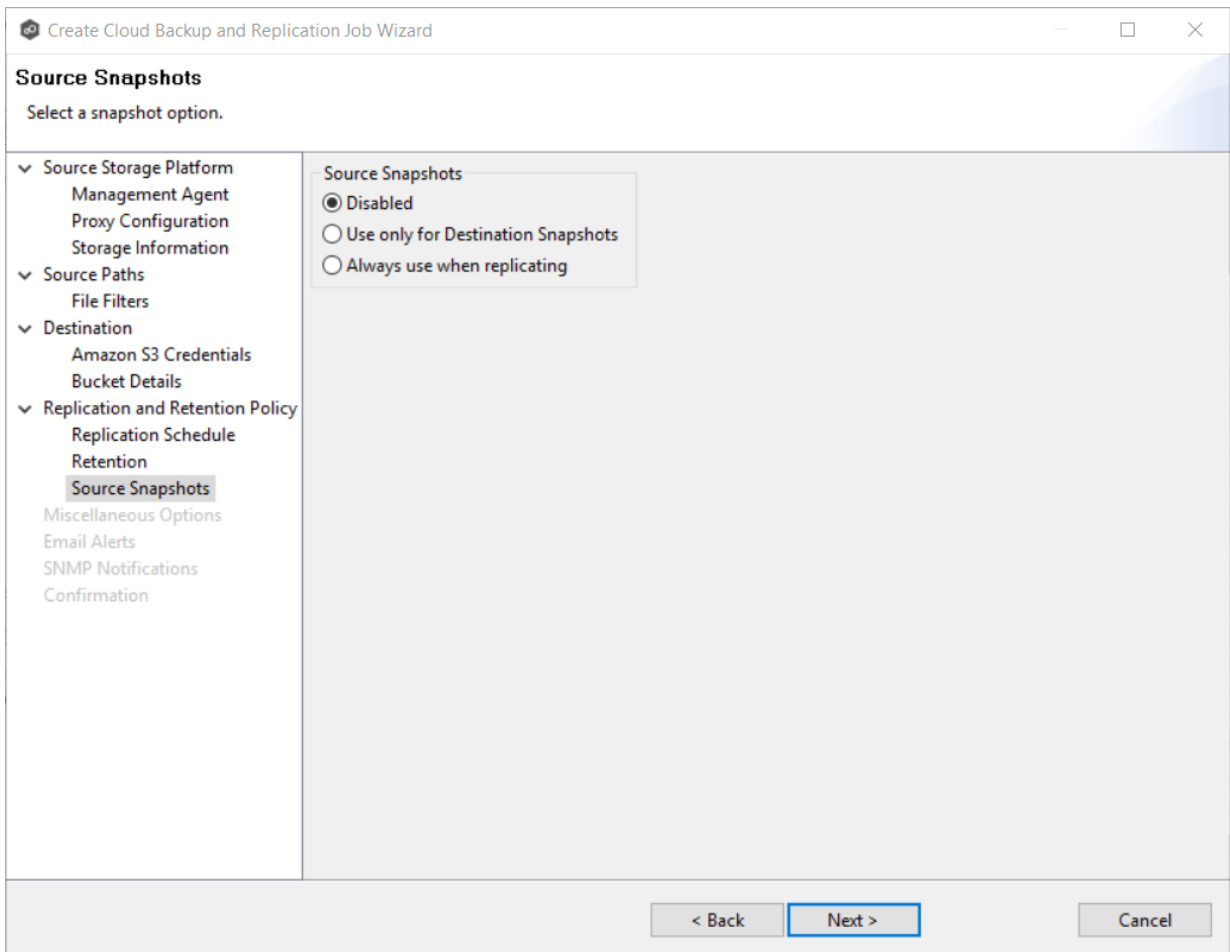 Create Cloud Backup and Replication Job Wizard
Source Snapshots
Select a snapshot option.
Source Storage Platform
Management Agent
Proxy Configuration
Storage Information
Source Paths
File Filters
Destination
Amazon S3 Credentials
Bucket Details
Replication and Retention Policy
Replication Schedule
Retention
Source Snapshots
Miscellaneous Options
Email Alerts
SNMP Notifications
Confirmation
Source Snapshots
Disabled
Use only for Destination Snapshots
Always use when replicating
< Back
Next >
Cancel